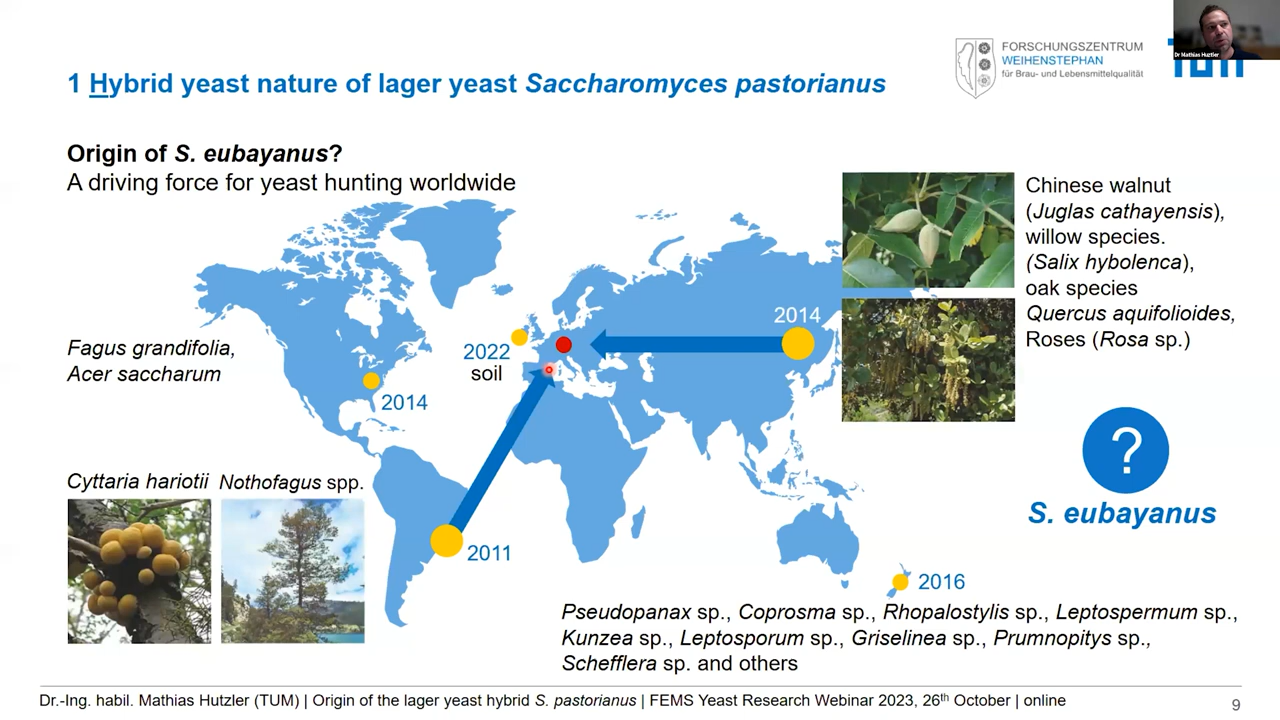 Dr Mathias Hutzler
FORSCHUNGSZENTRUM
WEIHENSTEPHAN
für Brau- und Lebensmittelqualität
TUM
1 Hybrid yeast nature of lager yeast Saccharomyces pastorianus
Origin of S. eubayanus?
A driving force for yeast hunting worldwide
Chinese walnut
(Juglas cathayensis),
willow species.
(Salix hybolenca),
oak species
Quercus aquifolioides,
Roses (Rosa sp.)
2014
2022
soil
Fagus grandifolia,
Acer saccharum
2014
?
S. eubayanus
Cyttaria hariotii Nothofagus spp.
2011
2016
Pseudopanax sp., Coprosma sp., Rhopalostylis sp., Leptospermum sp.,
Kunzea sp., Leptosporum sp., Griselinea sp., Prumnopitys sp.,
Schefflera sp. and others
Dr.-Ing. habil. Mathias Hutzler (TUM) | Origin of the lager yeast hybrid S. pastorianus | FEMS Yeast Research Webinar 2023, 26th October | online
9